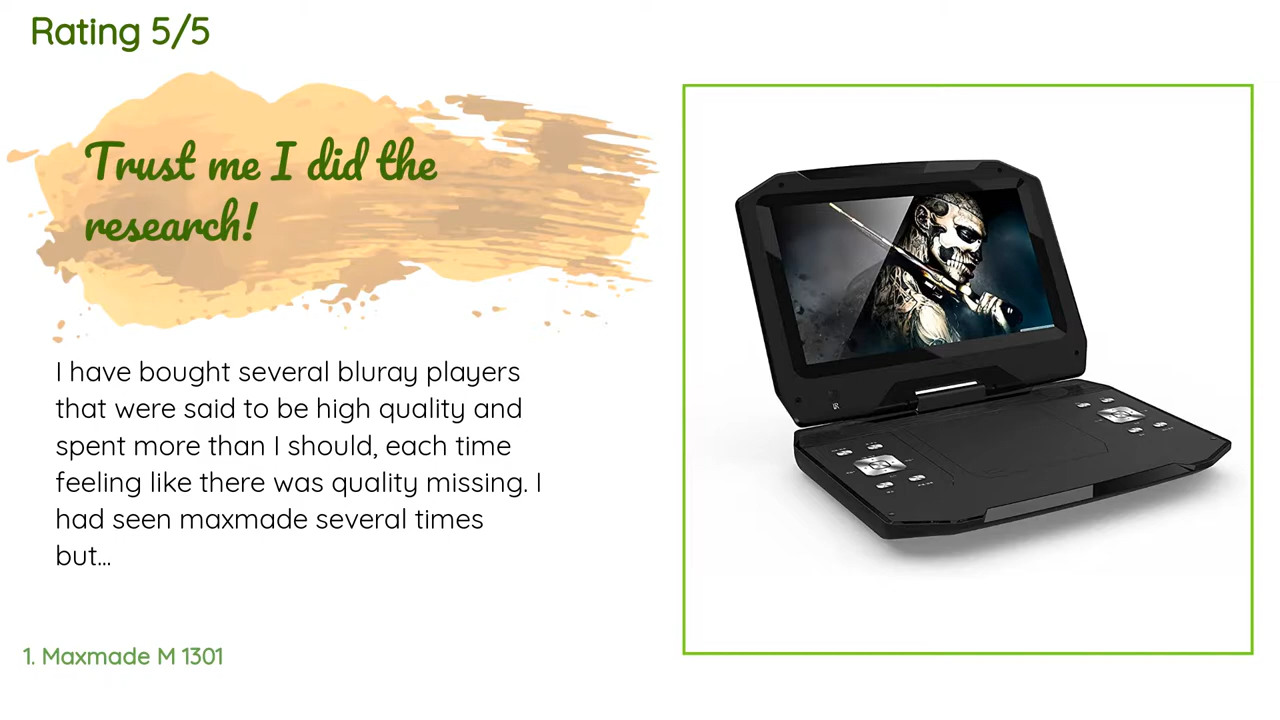 Rating 5/5
Trust me I did the
research!
I have bought several bluray players
that were said to be high quality and
spent more than I should, each time
feeling like there was quality missing. I
had seen maxmade several times
but...
1. Maxmade M 1301